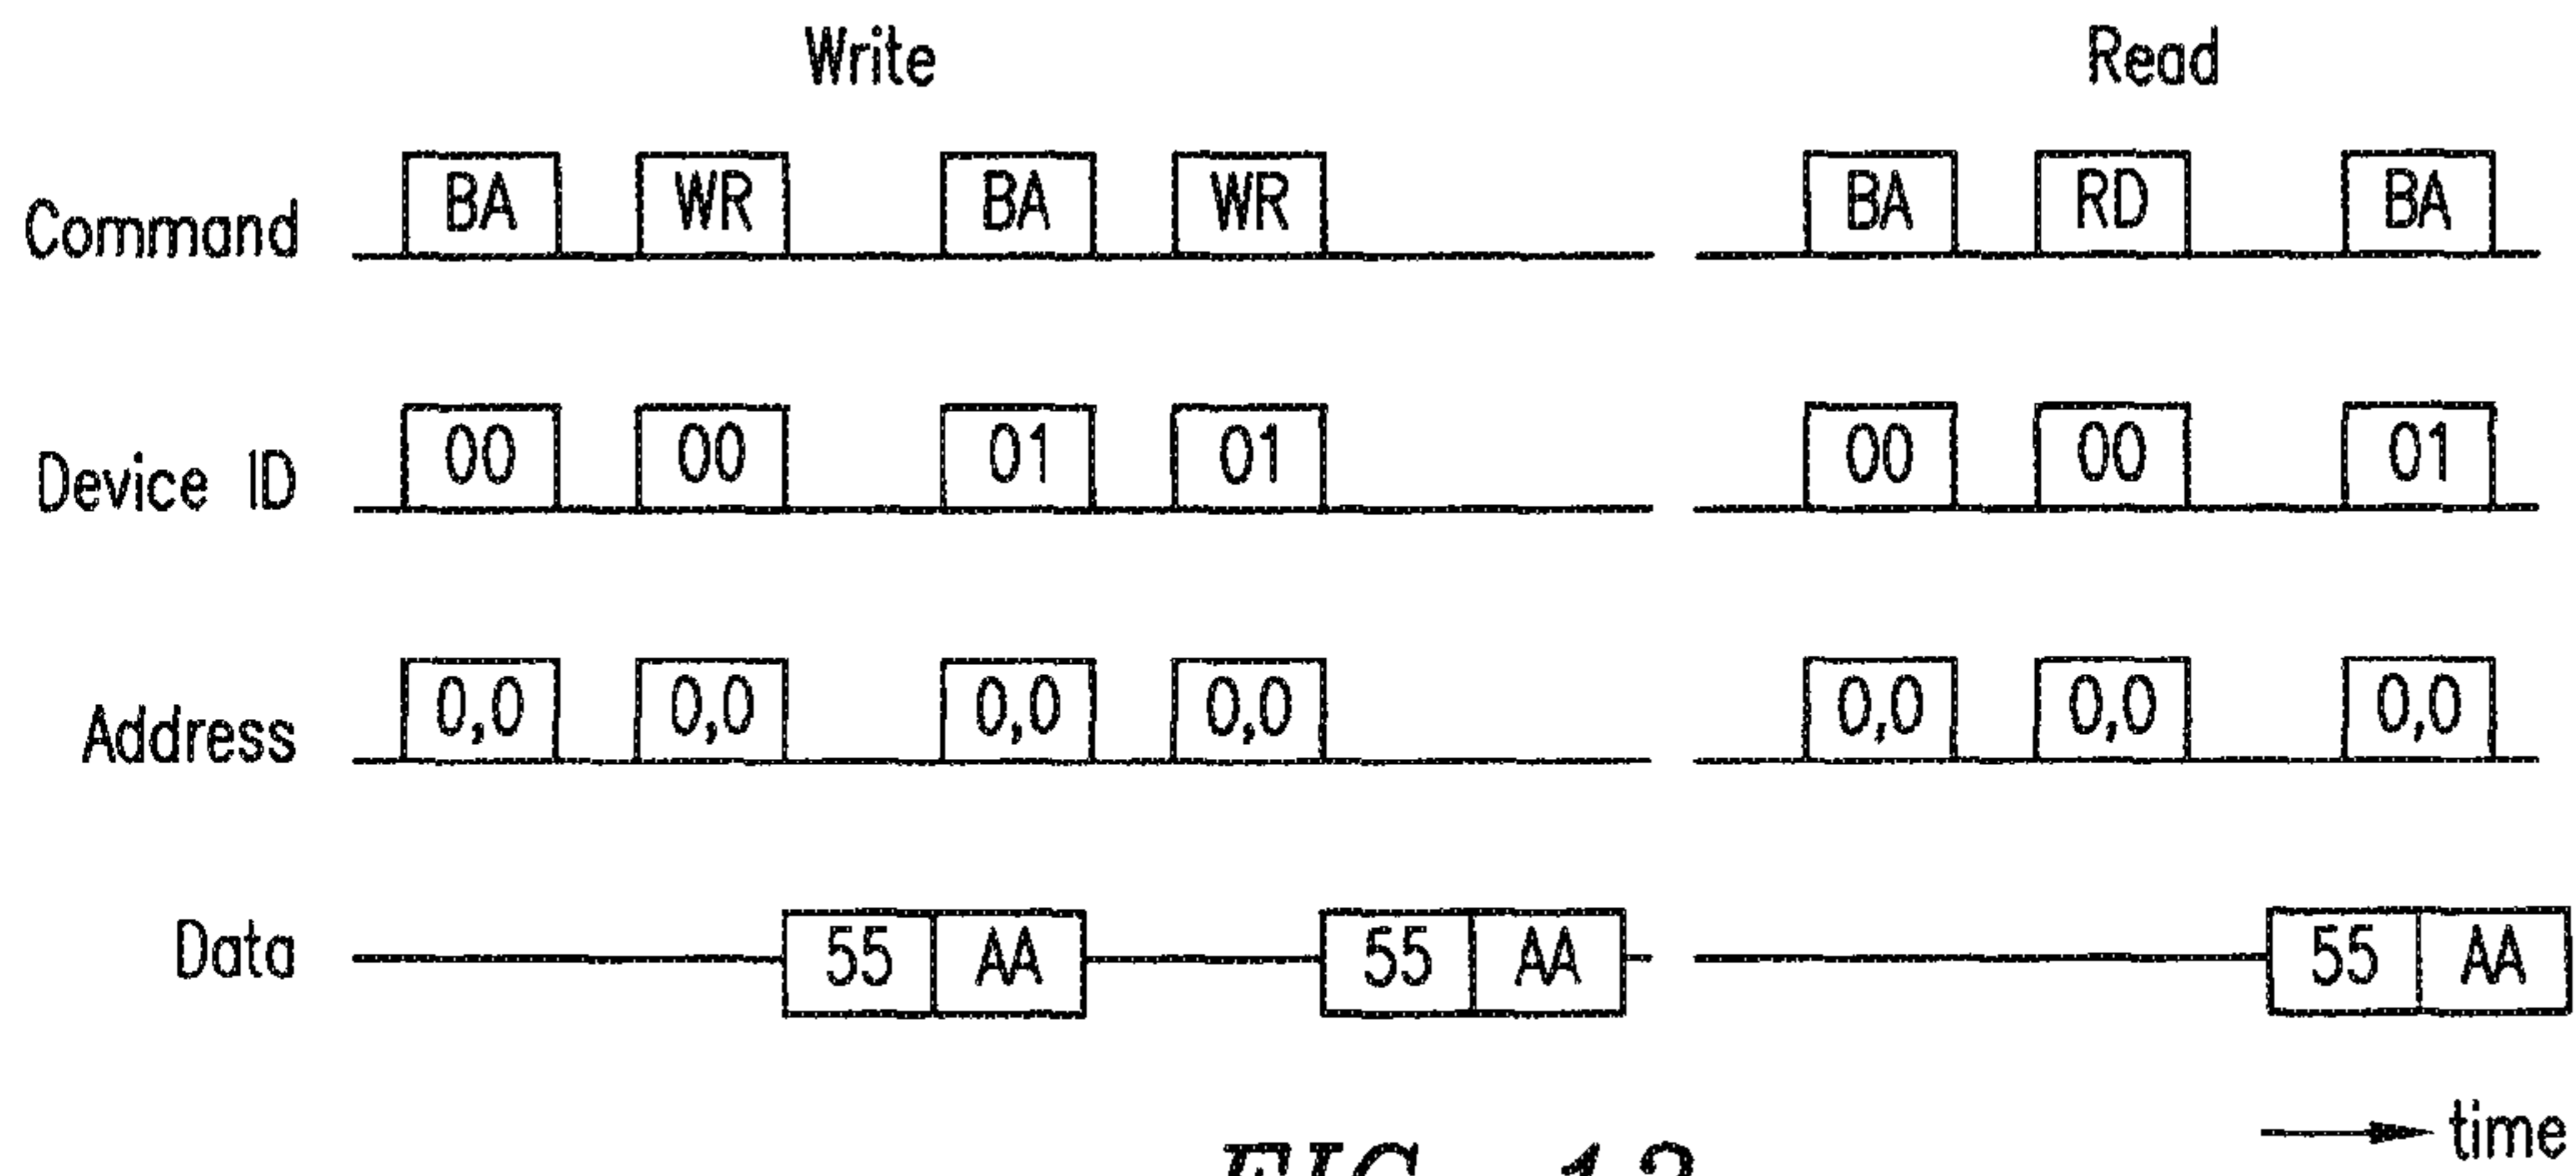 Write Read
Command BA WR BA WR BA RD BA
Device ID 00 00 01 01 00 00 01
Address 0,0 0,0 0,0 0,0 0,0 0,0 0,0
Data 55 AA 55 AA 55 AA
time
FIG.